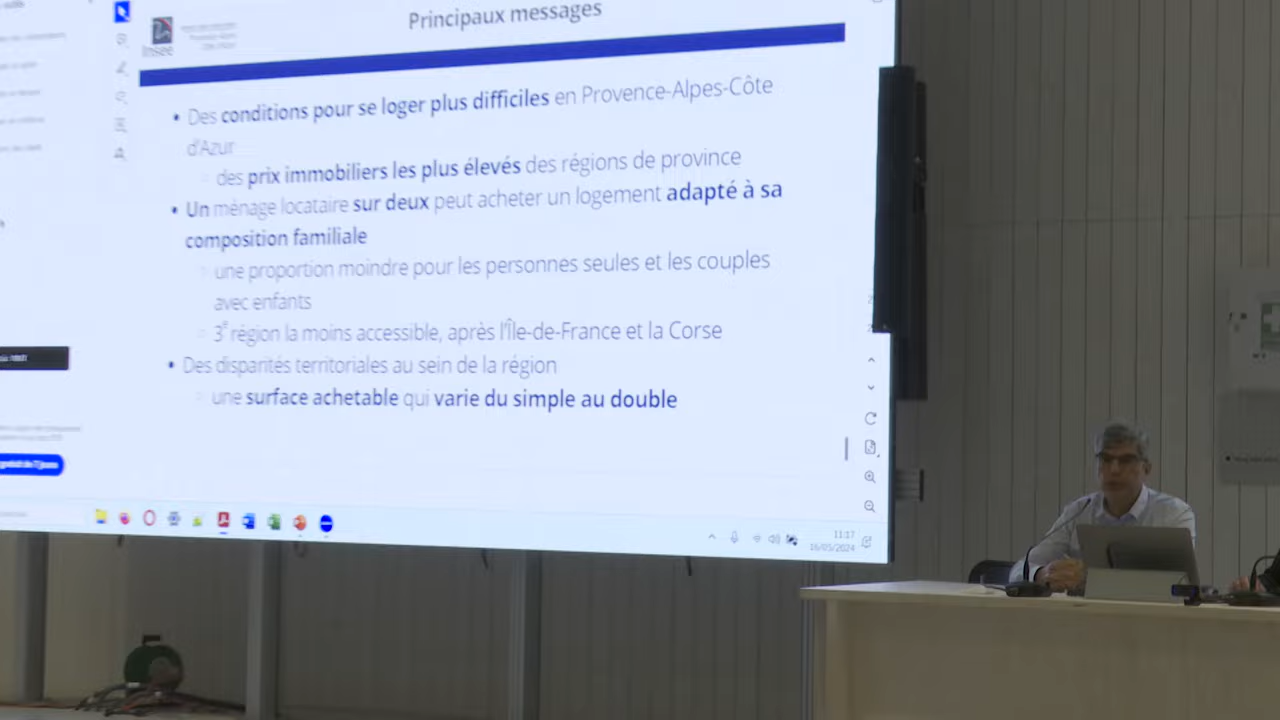 Principaux messages
Insee
• Des conditions pour se loger plus difficiles en Provence-Alpes-Côte
d'Azur
des prix immobiliers les plus élevés des régions de province
• Un ménage locataire sur deux peut acheter un logement adapté à sa
composition familiale
une proportion moindre pour les personnes seules et les couples
avec enfants
3e région la moins accessible, après l'Île-de-France et la Corse
• Des disparités territoriales au sein de la région
une surface achetable qui varie du simple au double
11:17
16/05/2024